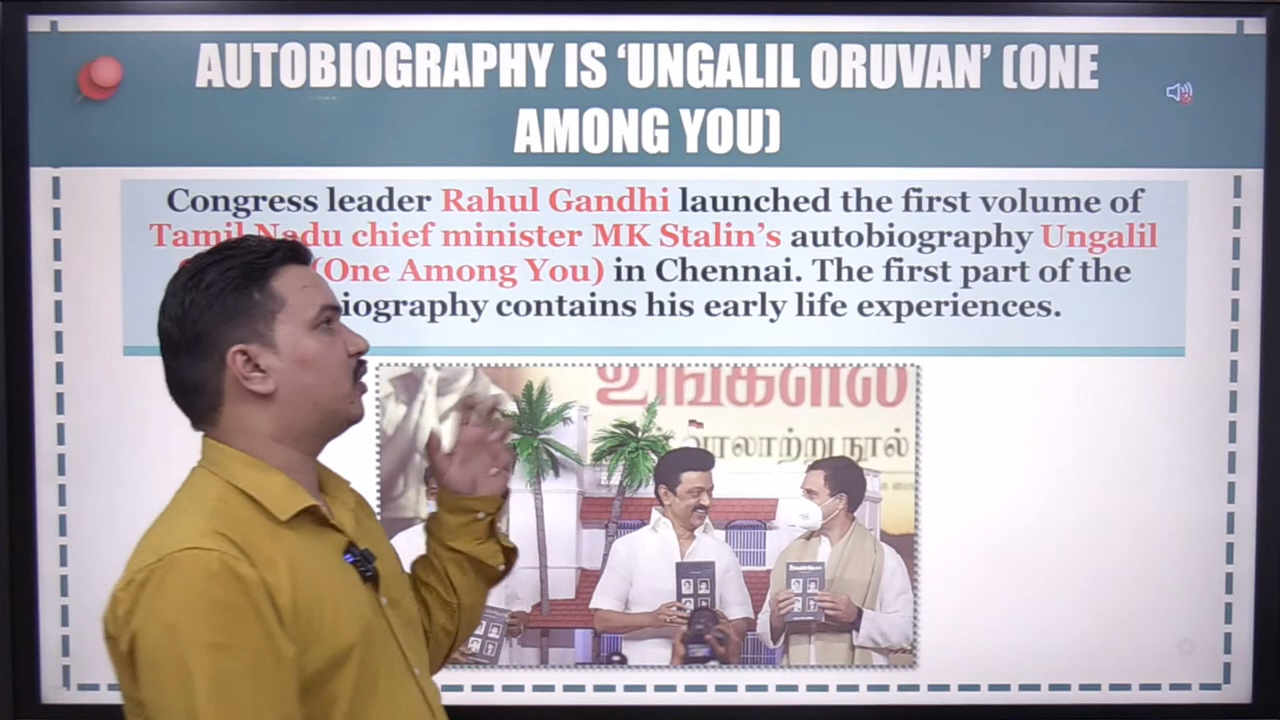 AUTOBIOGRAPHY IS ‘UNGALIL ORUVAN’ (ONE
AMONG YOU)
Congress leader Rahul Gandhi launched the first volume of
Tamil Nadu chief minister MK Stalin’s autobiography Ungalil
(One Among You) in Chennai. The first part of the
contains his early life experiences.